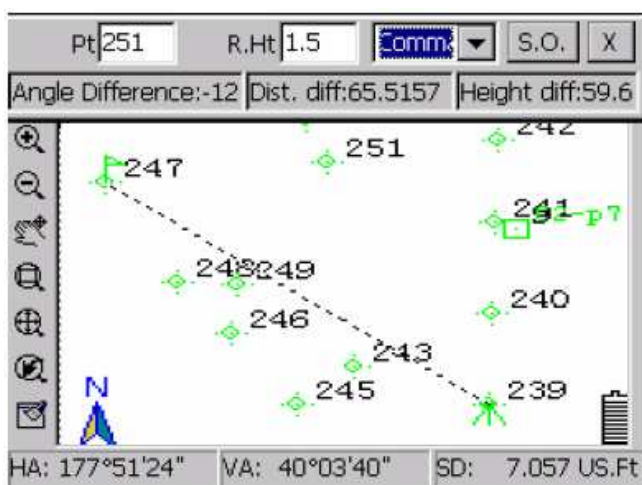 Pt 251 R.Ht 1.5 Comma S.O. X
Angle Difference:-12 Dist. diff:65.5157 Height diff:59.6
242
251
247
241
-p7
248 249
240
246
243
245
239
N
HA: 177°51'24" VA: 40°03'40" SD: 7.057 US.Ft